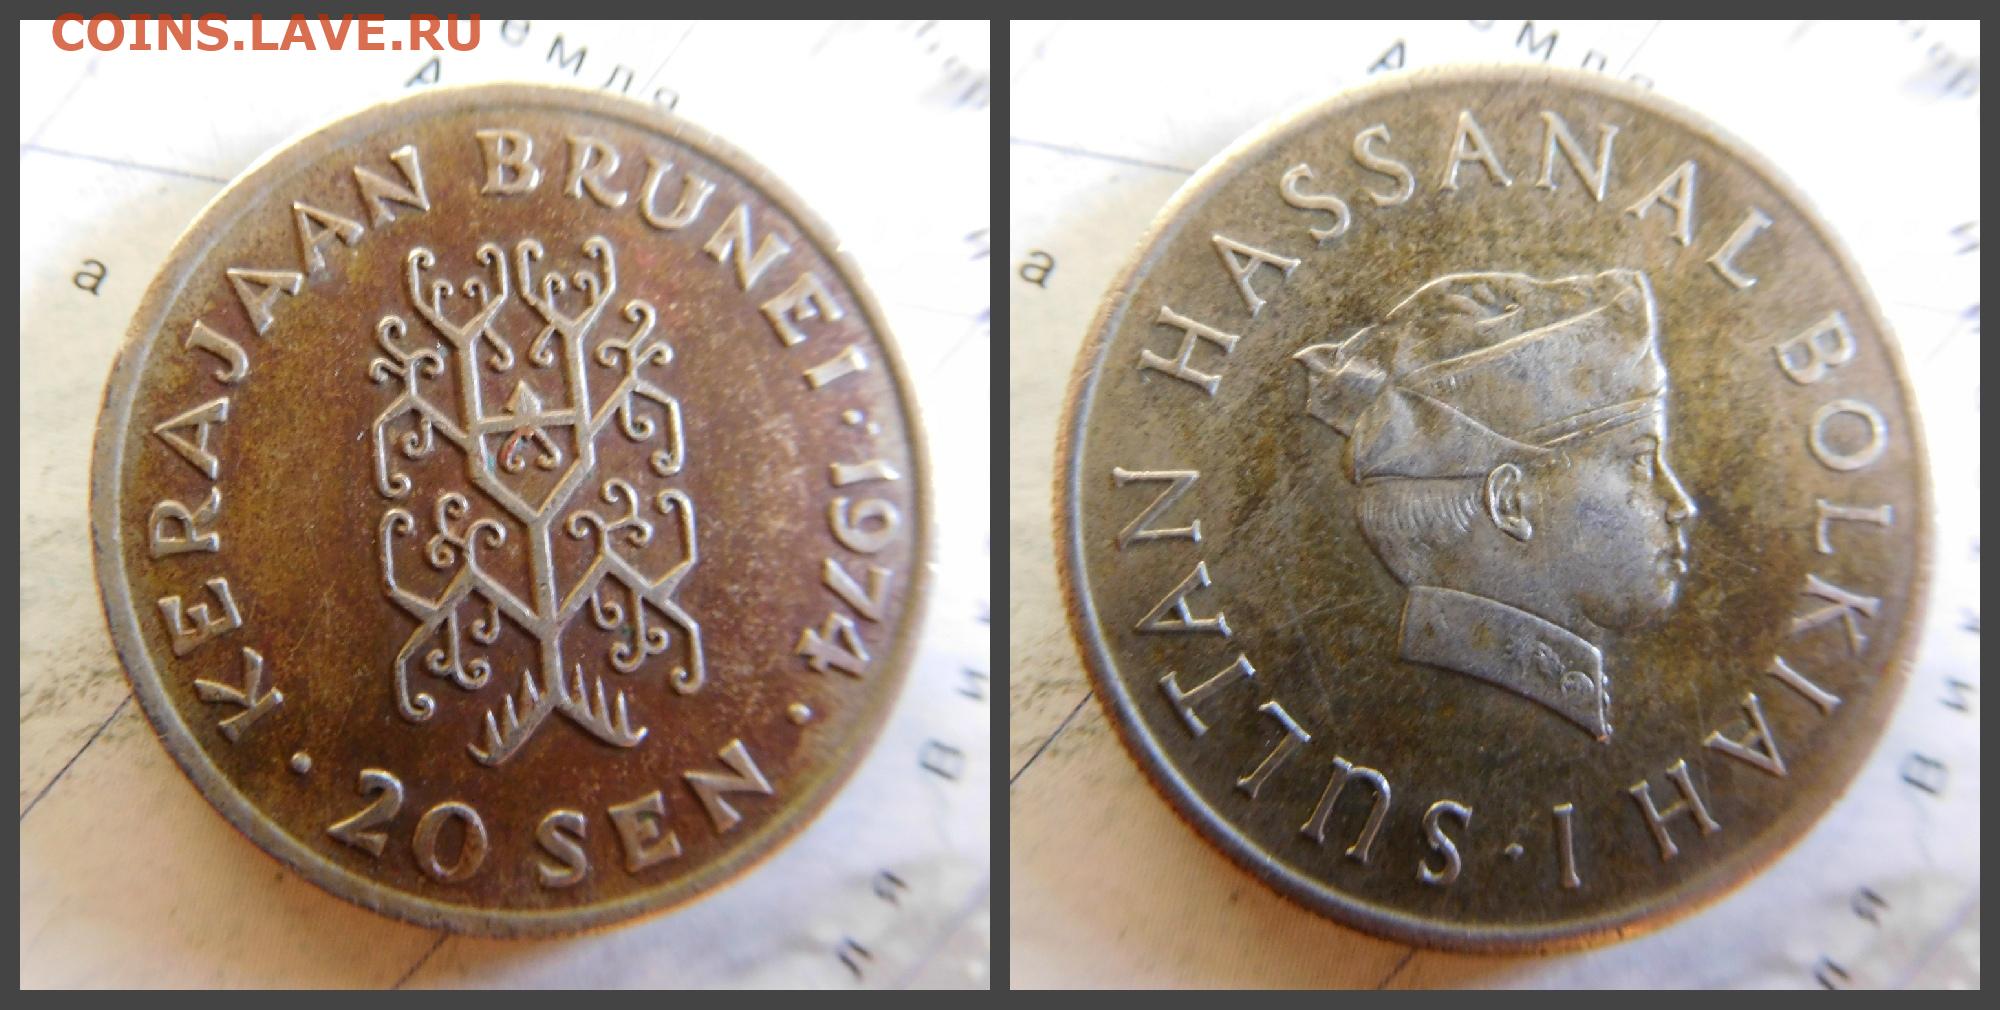 COINS.LAVE.RU
KERAJAAN BRUNEI · 1974 ·
· 20 SEN
SULTAN HASSANAL BOLKIAH I ·
а
А
а
А